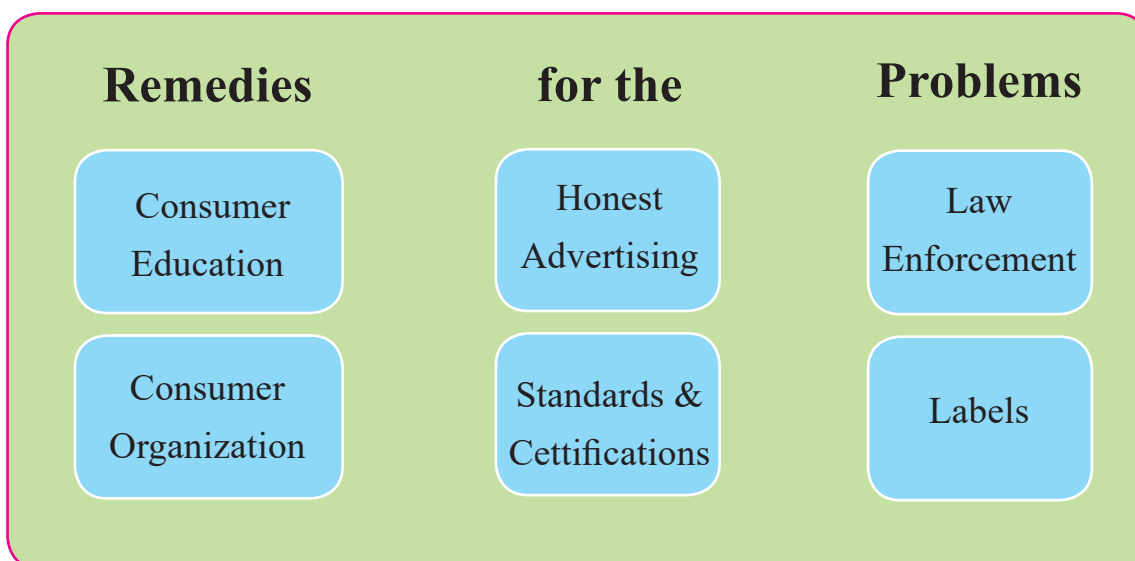 Remedies for the Problems
Consumer
Education
Honest
Advertising
Law
Enforcement
Consumer
Organization
Standards &
Cettifications
Labels